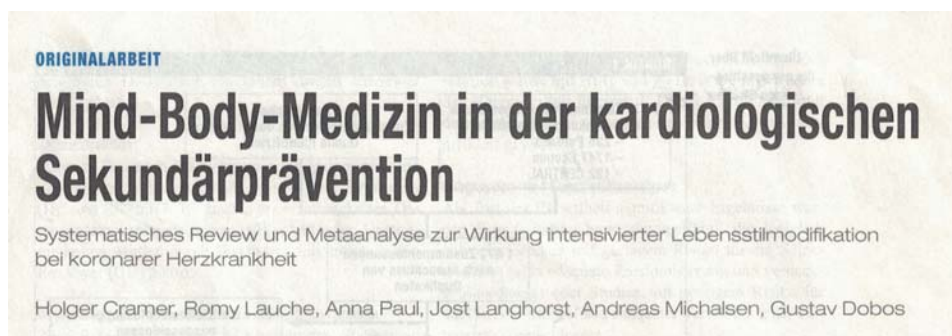 ORIGINALARBEIT
Mind-Body-Medizin in der kardiologischen
Sekundärprävention
Systematisches Review und Metaanalyse zur Wirkung intensivierter Lebensstilmodifikation
bei koronarer Herzkrankheit
Holger Cramer, Romy Lauche, Anna Paul, Jost Langhorst, Andreas Michalsen, Gustav Dobos